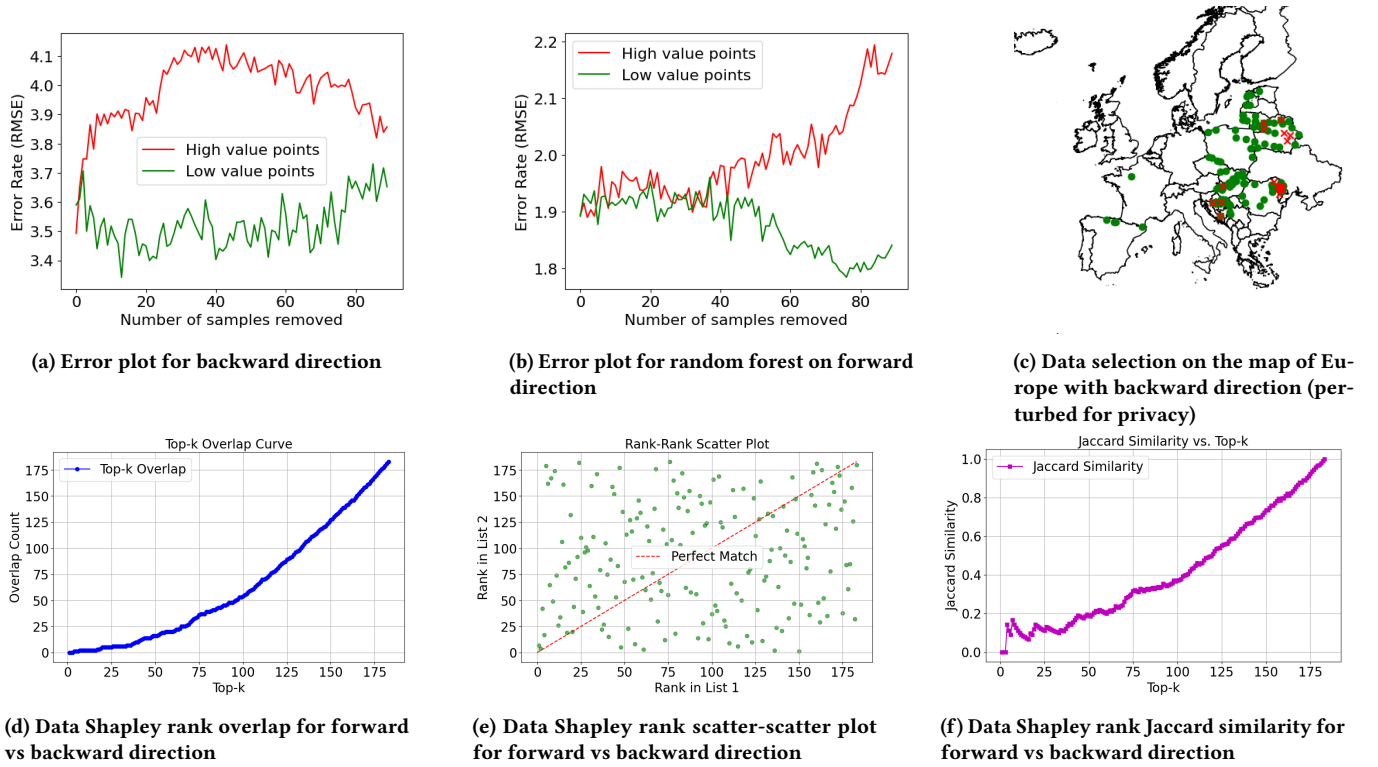 4.1
4.0
3.9
3.8
3.7
3.6
3.5
3.4
Error Rate (RMSE)
High value points
Low value points
0 20 40 60 80
Number of samples removed
(a) Error plot for backward direction
2.2
2.1
2.0
1.9
1.8
Error Rate (RMSE)
High value points
Low value points
0 20 40 60 80
Number of samples removed
(b) Error plot for random forest on forward
direction
(c) Data selection on the map of Eu-
rope with backward direction (per-
turbed for privacy)
Top-k Overlap Curve
Top-k Overlap
175
150
125
100
75
50
25
0
Overlap Count
0 25 50 75 100 125 150 175
Top-k
(d) Data Shapley rank overlap for forward
vs backward direction
Rank-Rank Scatter Plot
175
150
125
100
75
50
25
0
Rank in List 2
Perfect Match
0 25 50 75 100 125 150 175
Rank in List 1
(e) Data Shapley rank scatter-scatter plot
for forward vs backward direction
Jaccard Similarity vs. Top-k
Jaccard Similarity
1.0
0.8
0.6
0.4
0.2
0.0
Jaccard Similarity
0 25 50 75 100 125 150 175
Top-k
(f) Data Shapley rank Jaccard similarity for
forward vs backward direction